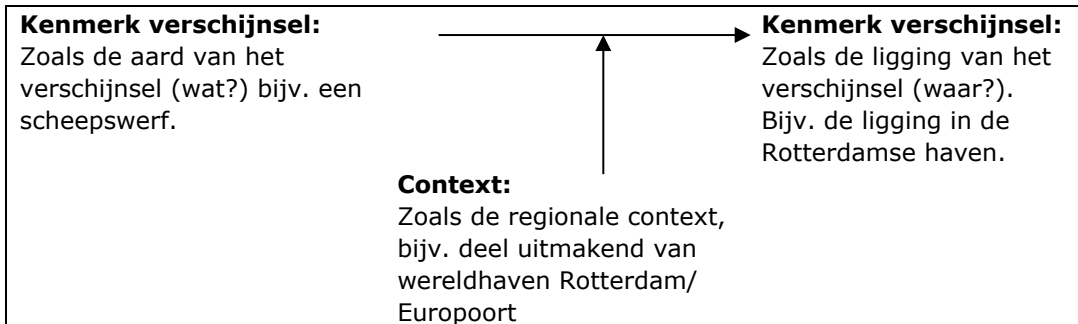 Kenmerk verschijnsel:
Zoals de aard van het
verschijnsel (wat?) bijv. een
scheepswerf.
Kenmerk verschijnsel:
Zoals de ligging van het
verschijnsel (waar?).
Bijv. de ligging in de
Rotterdamse haven.
Context:
Zoals de regionale context,
bijv. deel uitmakend van
wereldhaven Rotterdam/
Europoort